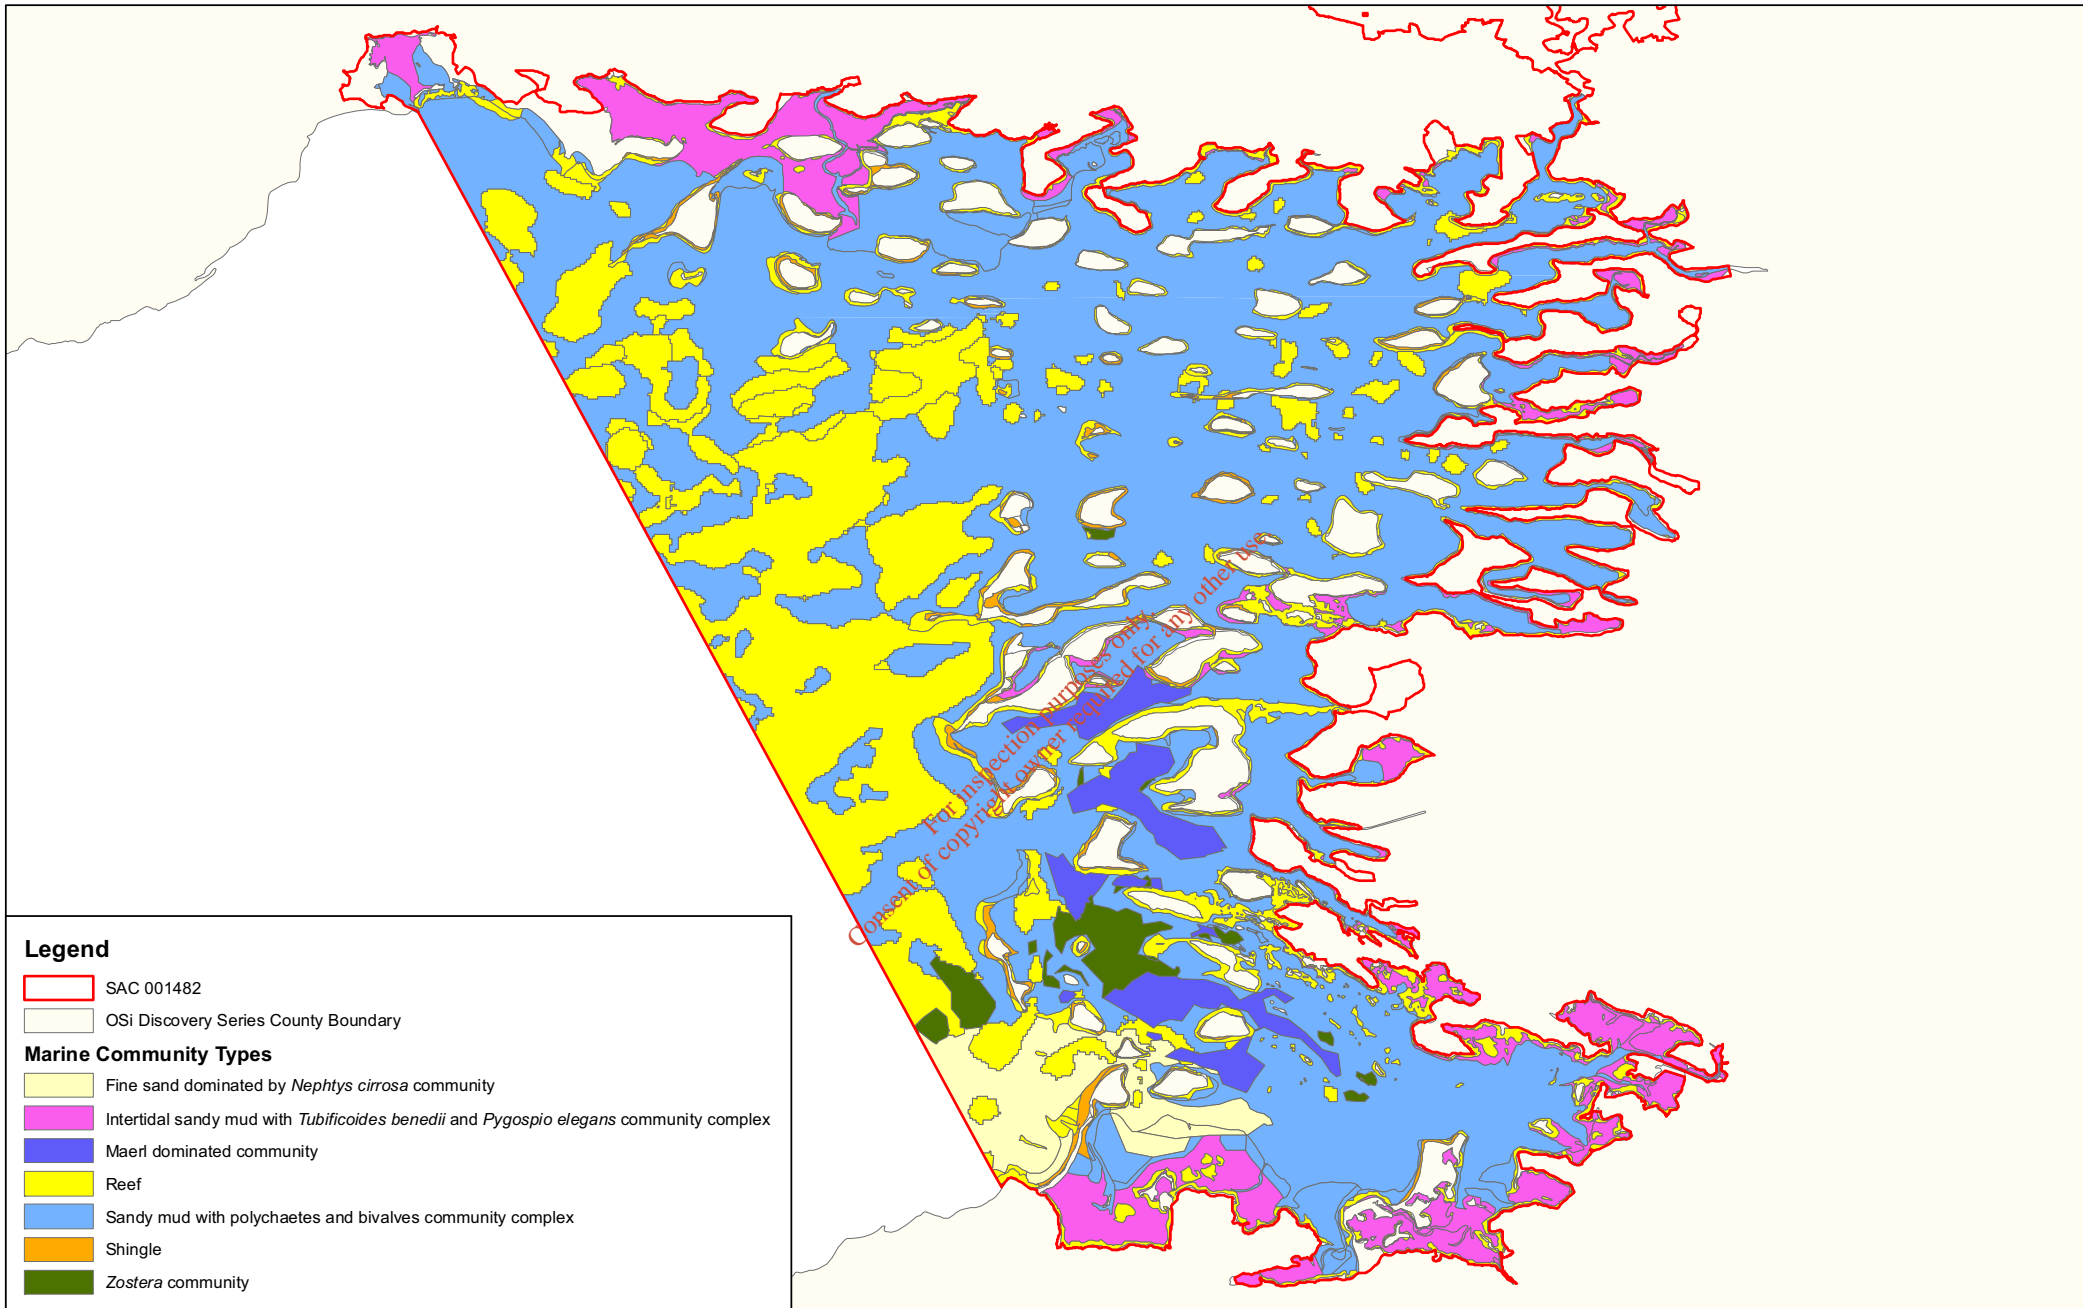 For inspection purposes only.
Consent of copyright owner required for any other use.
Legend
SAC 001482
OSi Discovery Series County Boundary
Marine Community Types
Fine sand dominated by Nephtys cirrosa community
Intertidal sandy mud with Tubificoides benedii and Pygospio elegans community complex
Maerl dominated community
Reef
Sandy mud with polychaetes and bivalves community complex
Shingle
Zostera community